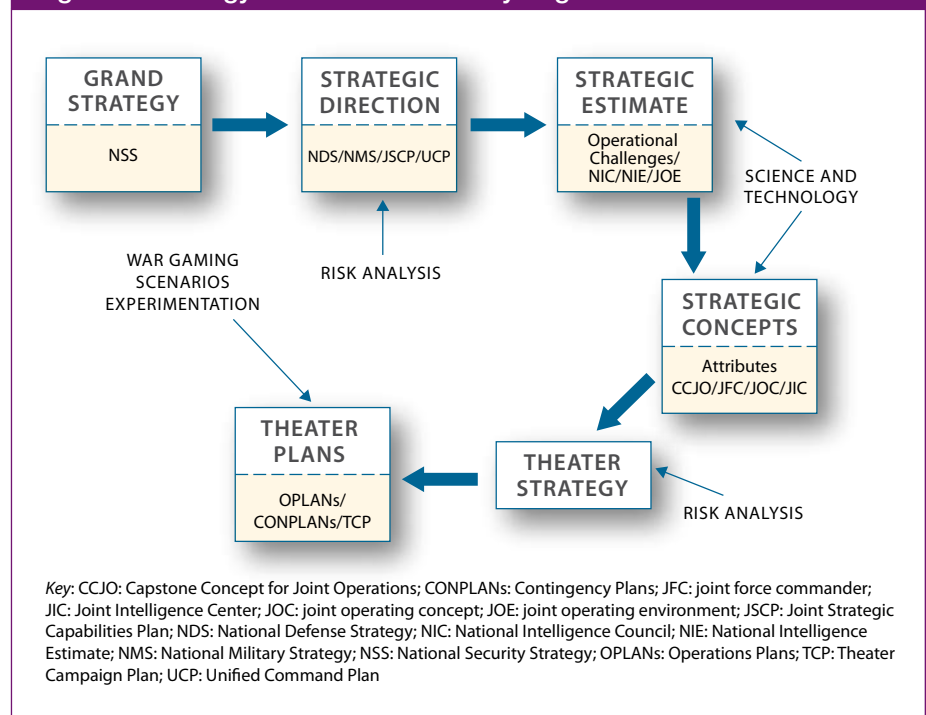 GRAND
STRATEGY
NSS
STRATEGIC
DIRECTION
NDS/NMS/JSCP/UCP
STRATEGIC
ESTIMATE
Operational
Challenges/
NIC/NIE/JOE
SCIENCE AND
TECHNOLOGY
RISK ANALYSIS
WAR GAMING
SCENARIOS
EXPERIMENTATION
STRATEGIC
CONCEPTS
Attributes
CCJO/JFC/JOC/JIC
THEATER
STRATEGY
RISK ANALYSIS
THEATER
PLANS
OPLANs/
CONPLANs/TCP
Key: CCJO: Capstone Concept for Joint Operations; CONPLANs: Contingency Plans; JFC: joint force commander;
JIC: Joint Intelligence Center; JOC: joint operating concept; JOE: joint operating environment; JSCP: Joint Strategic
Capabilities Plan; NDS: National Defense Strategy; NIC: National Intelligence Council; NIE: National Intelligence
Estimate; NMS: National Military Strategy; NSS: National Security Strategy; OPLANs: Operations Plans; TCP: Theater
Campaign Plan; UCP: Unified Command Plan